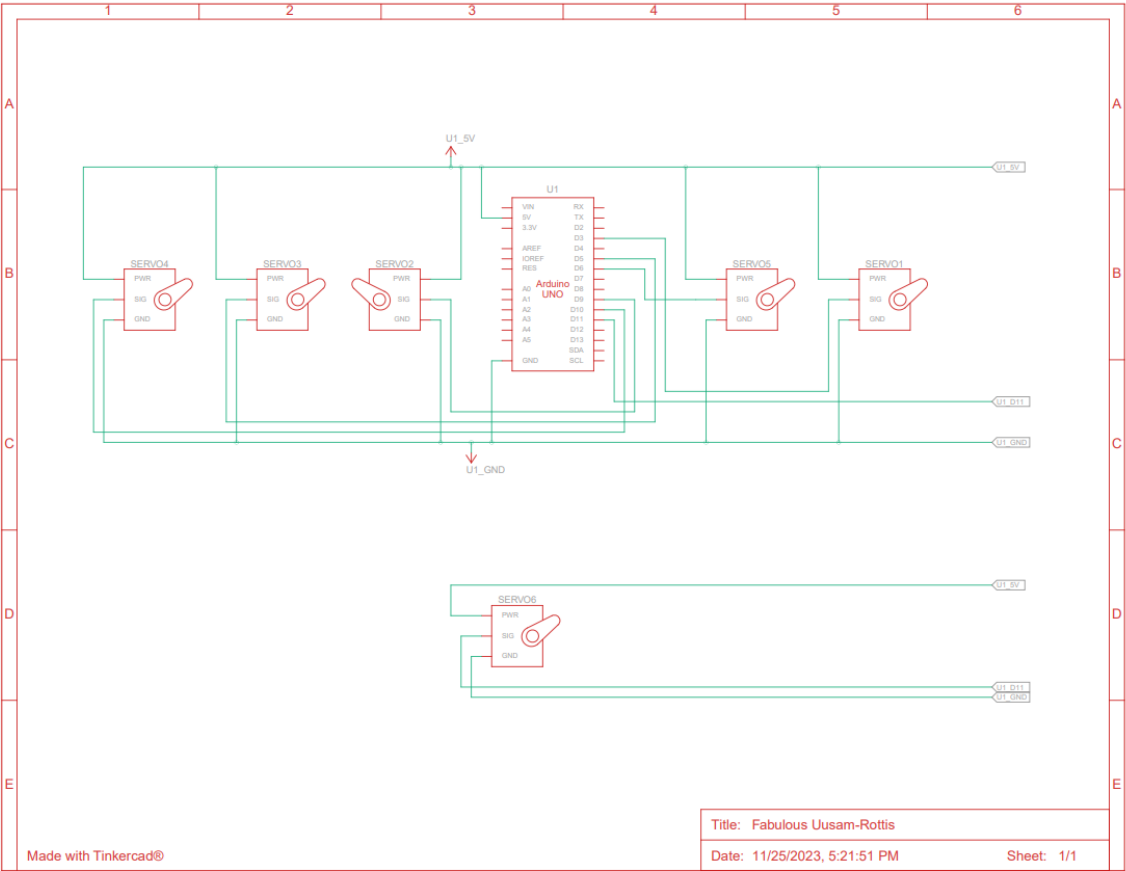 1 2 3 4 5 6
A A
U1_5V
U1_5V
U1
VIN RX
5V TX
3.3V D2
D3
AREF D4
IOREF D5
RES D6
D7
A0 D8
A1 D9
A2 D10
A3 D11
A4 D12
A5 D13
SDA
GND SCL
Arduino
UNO
B B
SERVO4
PWR
SIG
GND
SERVO3
PWR
SIG
GND
SERVO2
PWR
SIG
GND
SERVO5
PWR
SIG
GND
SERVO1
PWR
SIG
GND
U1_D11
C C
U1_GND
U1_GND
U1_5V
D D
SERVO6
PWR
SIG
GND
U1_D11
U1_GND
E E
Title: Fabulous Uusam-Rottis
Made with Tinkercad®
Date: 11/25/2023, 5:21:51 PM Sheet: 1/1